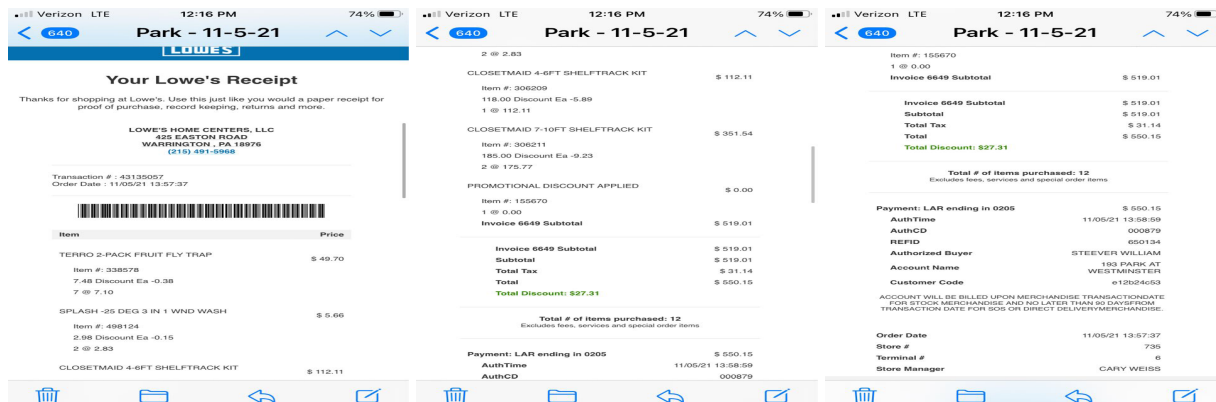 Verizon LTE 12:16 PM 74%
640 Park - 11-5-21
LOWE'S
Your Lowe's Receipt
Thanks for shopping at Lowe's. Use this just like you would a paper receipt for
proof of purchase, record keeping, returns and more.
LOWE'S HOME CENTERS, LLC
425 EASTON ROAD
WARRINGTON , PA 18976
(215) 491-5968
Transaction # : 43135057
Order Date : 11/05/21 13:57:37
Item Price
TERRO 2-PACK FRUIT FLY TRAP $ 49.70
Item #: 338578
7.48 Discount Ea -0.38
7 @ 7.10
SPLASH -25 DEG 3 IN 1 WND WASH $ 5.66
Item #: 498124
2.98 Discount Ea -0.15
2 @ 2.83
CLOSETMAID 4-6FT SHELFTRACK KIT $ 112.11
Verizon LTE 12:16 PM 74%
640 Park - 11-5-21
2 @ 2.83
CLOSETMAID 4-6FT SHELFTRACK KIT $ 112.11
Item #: 306209
118.00 Discount Ea -5.89
1 @ 112.11
CLOSETMAID 7-10FT SHELFTRACK KIT $ 351.54
Item #: 306211
185.00 Discount Ea -9.23
2 @ 175.77
PROMOTIONAL DISCOUNT APPLIED $ 0.00
Item #: 155670
1 @ 0.00
Invoice 6649 Subtotal $ 519.01
Invoice 6649 Subtotal $ 519.01
Subtotal $ 519.01
Total Tax $ 31.14
Total $ 550.15
Total Discount: $27.31
Total # of items purchased: 12
Excludes fees, services and special order items
Payment: LAR ending in 0205 $ 550.15
AuthTime 11/05/21 13:58:59
AuthCD 000879
Verizon LTE 12:16 PM 74%
640 Park - 11-5-21
Item #: 155670
1 @ 0.00
Invoice 6649 Subtotal $ 519.01
Invoice 6649 Subtotal $ 519.01
Subtotal $ 519.01
Total Tax $ 31.14
Total $ 550.15
Total Discount: $27.31
Total # of items purchased: 12
Excludes fees, services and special order items
Payment: LAR ending in 0205 $ 550.15
AuthTime 11/05/21 13:58:59
AuthCD 000879
REFID 650134
Authorized Buyer STEEVER WILLIAM
Account Name 193 PARK AT
WESTMINSTER
Customer Code e12b24c53
ACCOUNT WILL BE BILLED UPON MERCHANDISE TRANSACTIONDATE
FOR STOCK MERCHANDISE AND NO LATER THAN 90 DAYSFROM
TRANSACTION DATE FOR SOS OR DIRECT DELIVERYMERCHANDISE.
Order Date 11/05/21 13:57:37
Store # 735
Terminal # 6
Store Manager CARY WEISS